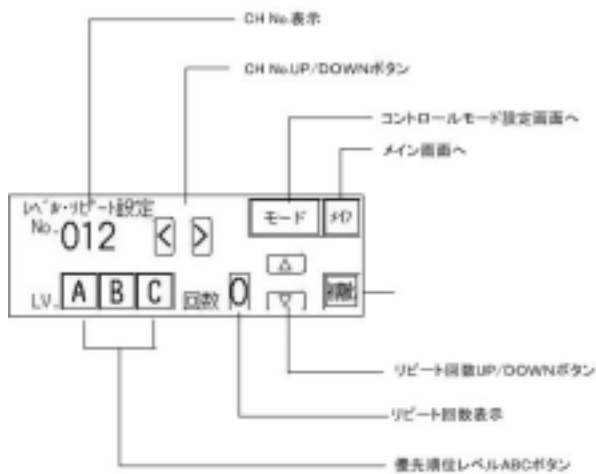 CH No.表示
CH No.UP/DOWNボタン
コントロールモード設定画面へ
メイン画面へ
レベル・リピート設定
モード
メイン
No.012
< >
△
LV. A B C 回数 0
▽
初期化
リピート回数UP/DOWNボタン
リピート回数表示
優先順位レベルABCボタン